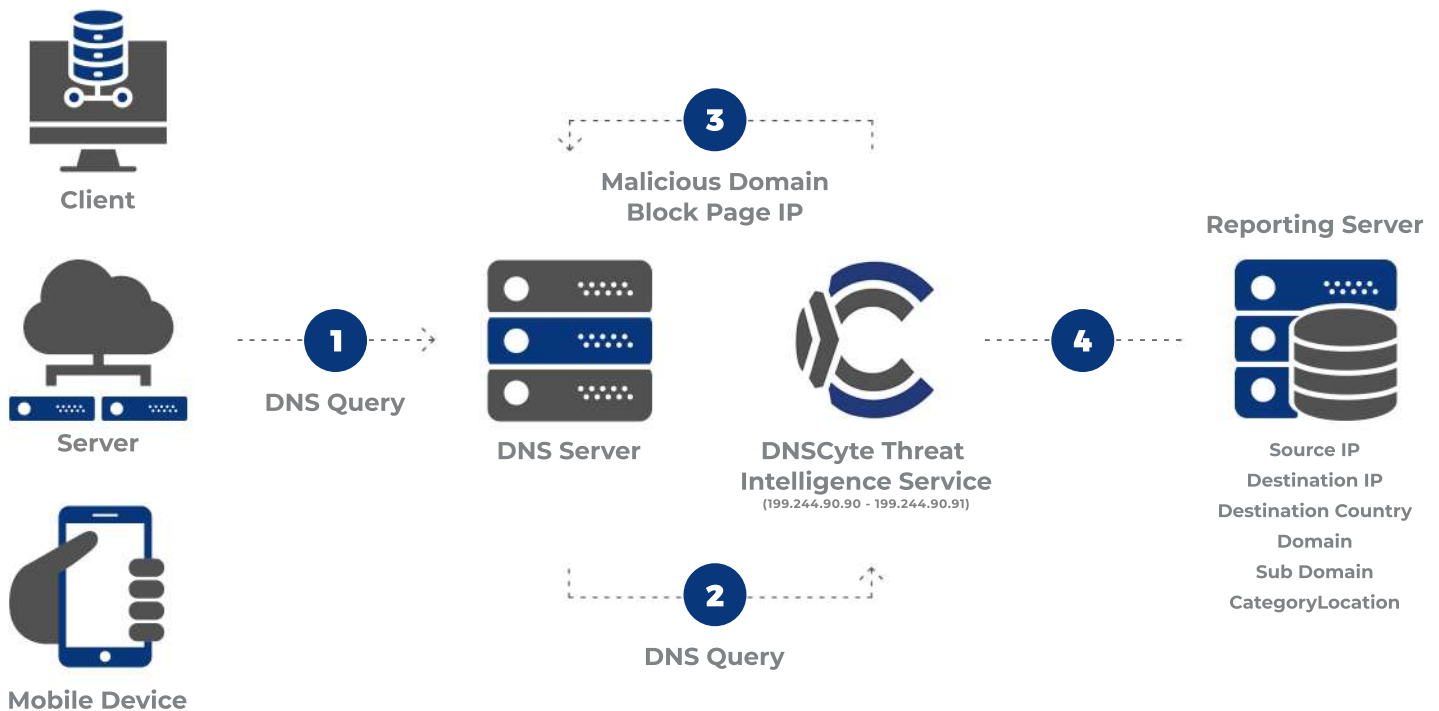 Client
3
Malicious Domain
Block Page IP
Reporting Server
1
4
DNS Query
Server
DNS Server
DNSCyte Threat
Intelligence Service
(199.244.90.90 - 199.244.90.91)
Source IP
Destination IP
Destination Country
Domain
Sub Domain
CategoryLocation
2
DNS Query
Mobile Device